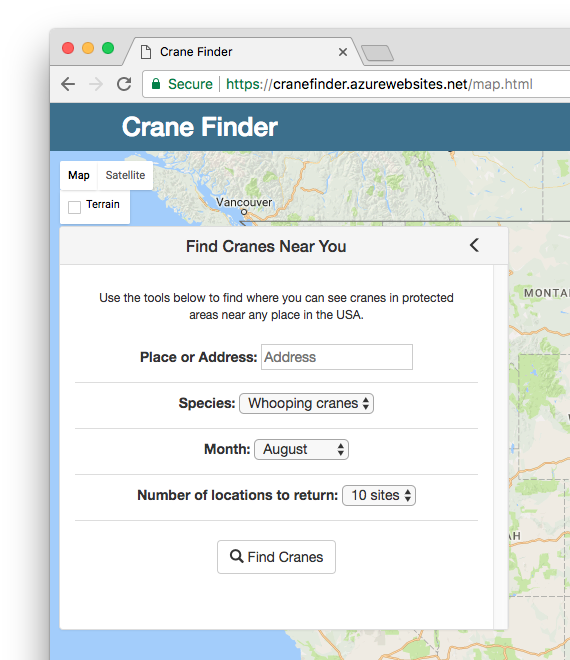 Crane Finder
Secure https://cranefinder.azurewebsites.net/map.html
Crane Finder
Map Satellite
Terrain
Vancouver
Find Cranes Near You
MONTA
Use the tools below to find where you can see cranes in protected
areas near any place in the USA.
Place or Address: Address
Species: Whooping cranes
Month: August
Number of locations to return: 10 sites
AH
Find Cranes